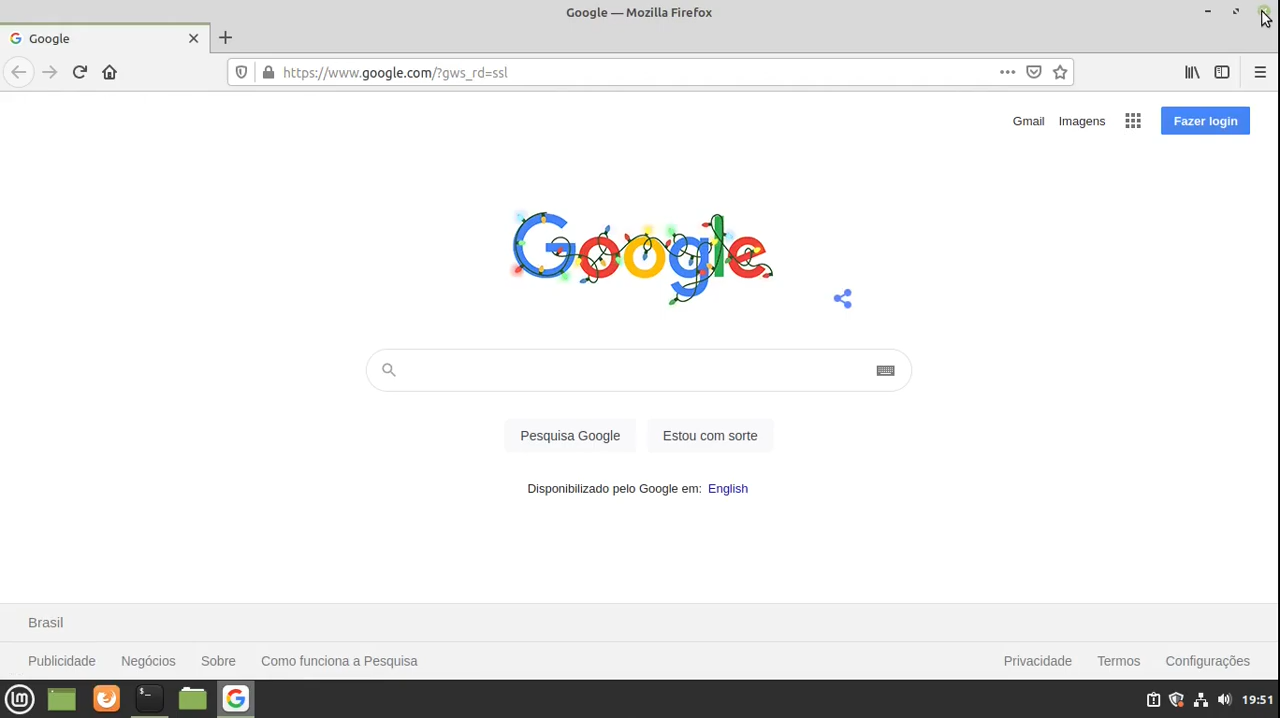 Google — Mozilla Firefox
Google
https://www.google.com/?gws_rd=ssl
Gmail Imagens Fazer login
Google
Pesquisa Google Estou com sorte
Disponibilizado pelo Google em: English
Brasil
Publicidade Negócios Sobre Como funciona a Pesquisa Privacidade Termos Configurações
19:51